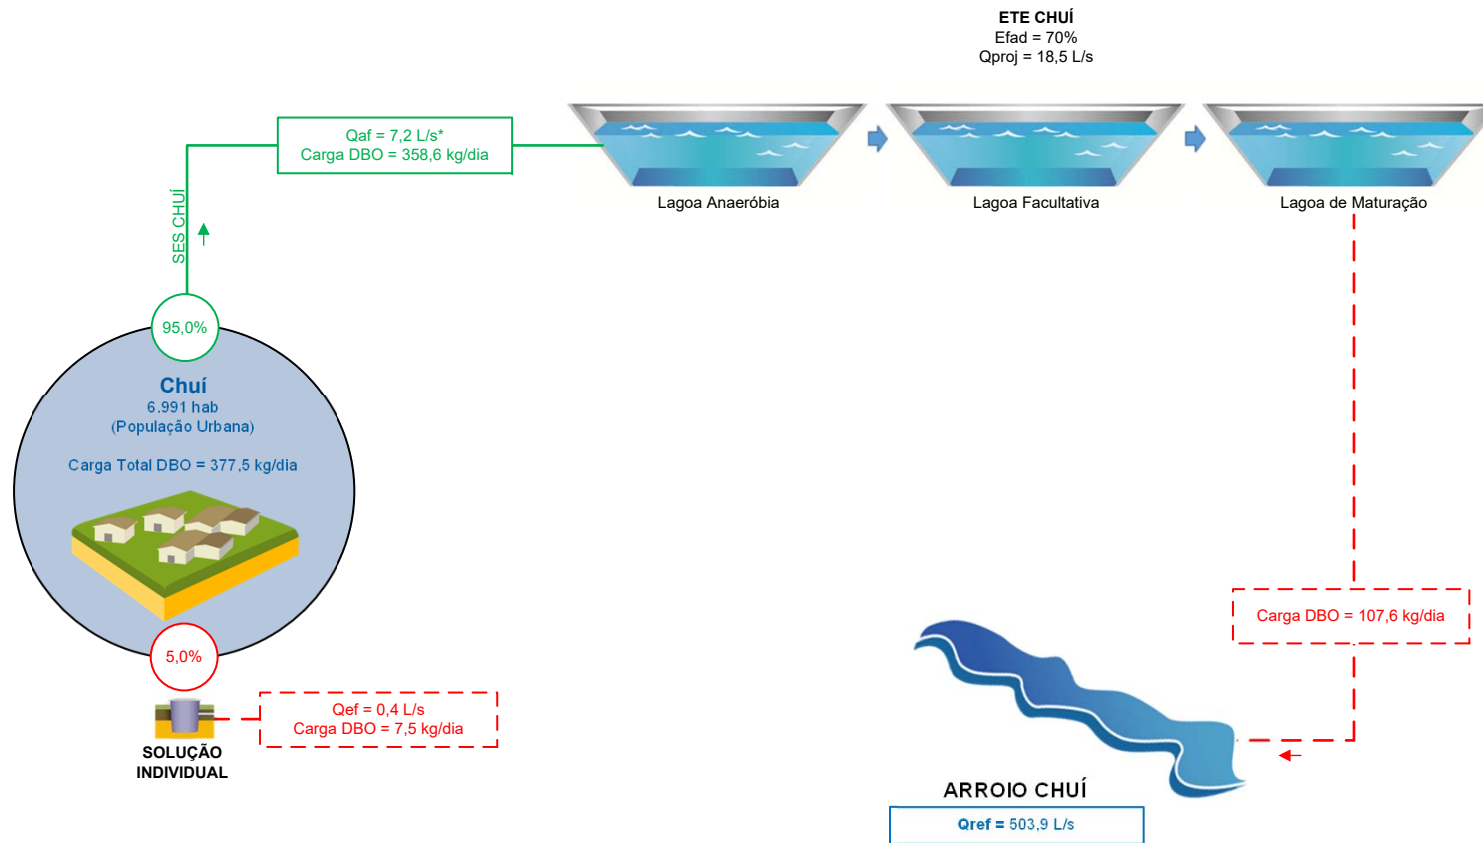 ETE CHUÍ
Efad = 70%
Qproj = 18,5 L/s
Qaf = 7,2 L/s*
Carga DBO = 358,6 kg/dia
Lagoa Anaeróbia
Lagoa Facultativa
Lagoa de Maturação
SES CHUÍ
95,0%
Chuí
6.991 hab
(População Urbana)
Carga Total DBO = 377,5 kg/dia
5,0%
Qef = 0,4 L/s
Carga DBO = 7,5 kg/dia
SOLUÇÃO
INDIVIDUAL
Carga DBO = 107,6 kg/dia
ARROIO CHUÍ
Qref = 503,9 L/s